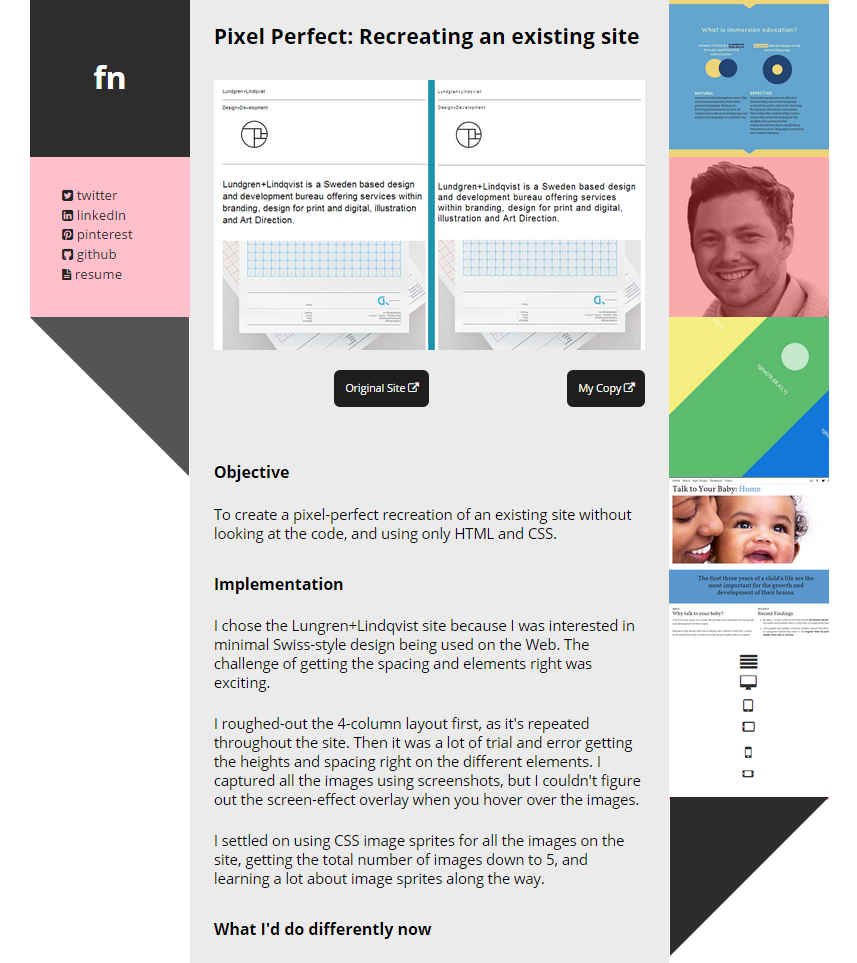 fn
twitter
linkedIn
pinterest
github
resume
Pixel Perfect: Recreating an existing site
Lundgren+Lindqvist
Design+Development
Lundgren+Lindqvist is a Sweden based design
and development bureau offering services within
branding, design for print and digital, illustration
and Art Direction.
Lundgren+Lindqvist
Design+Development
Lundgren+Lindqvist is a Sweden based design
and development bureau offering services
within branding, design for print and digital,
illustration and Art Direction.
Original Site
My Copy
Objective
To create a pixel-perfect recreation of an existing site without
looking at the code, and using only HTML and CSS.
Implementation
I chose the Lungren+Lindqvist site because I was interested in
minimal Swiss-style design being used on the Web. The
challenge of getting the spacing and elements right was
exciting.
I roughed-out the 4-column layout first, as it's repeated
throughout the site. Then it was a lot of trial and error getting
the heights and spacing right on the different elements. I
captured all the images using screenshots, but I couldn't figure
out the screen-effect overlay when you hover over the images.
I settled on using CSS image sprites for all the images on the
site, getting the total number of images down to 5, and
learning a lot about image sprites along the way.
What I'd do differently now
What is immersion education?
NATURAL
EFFECTIVE
Talk to Your Baby: Home
The first three years of a child's life are the
most important for the growth and
development of their brains.
Why talk to your baby?
Recent Findings